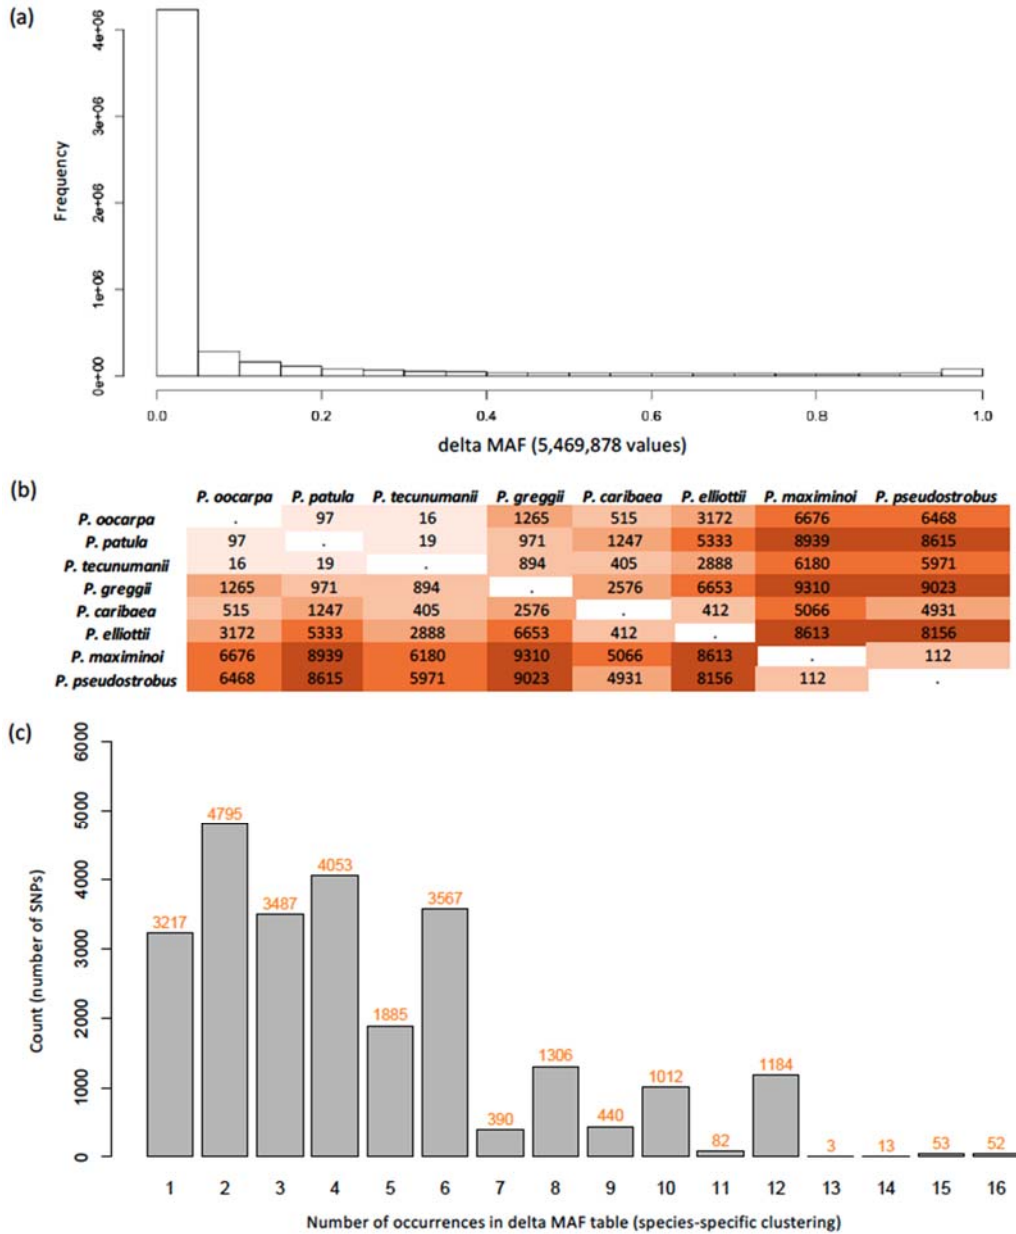 (a)
4e+06
3e+06
2e+06
1e+06
0e+00
Frequency
0.0 0.2 0.4 0.6 0.8 1.0
delta MAF (5,469,878 values)
(b)
P. oocarpa P. patula P. tecunumanii P. greggii P. caribaea P. elliottii P. maximinoi P. pseudostrobus
P. oocarpa . 97 16 1265 515 3172 6676 6468
P. patula 97 . 19 971 1247 5333 8939 8615
P. tecunumanii 16 19 . 894 405 2888 6180 5971
P. greggii 1265 971 894 . 2576 6653 9310 9023
P. caribaea 515 1247 405 2576 . 412 5066 4931
P. elliottii 3172 5333 2888 6653 412 . 8613 8156
P. maximinoi 6676 8939 6180 9310 5066 8613 . 112
P. pseudostrobus 6468 8615 5971 9023 4931 8156 112 .
(c)
6000
5000
4000
3000
2000
1000
0
Count (number of SNPs)
3217 4795 3487 4053 1885 3567 390 1306 440 1012 82 1184 3 13 53 52
1 2 3 4 5 6 7 8 9 10 11 12 13 14 15 16
Number of occurrences in delta MAF table (species-specific clustering)